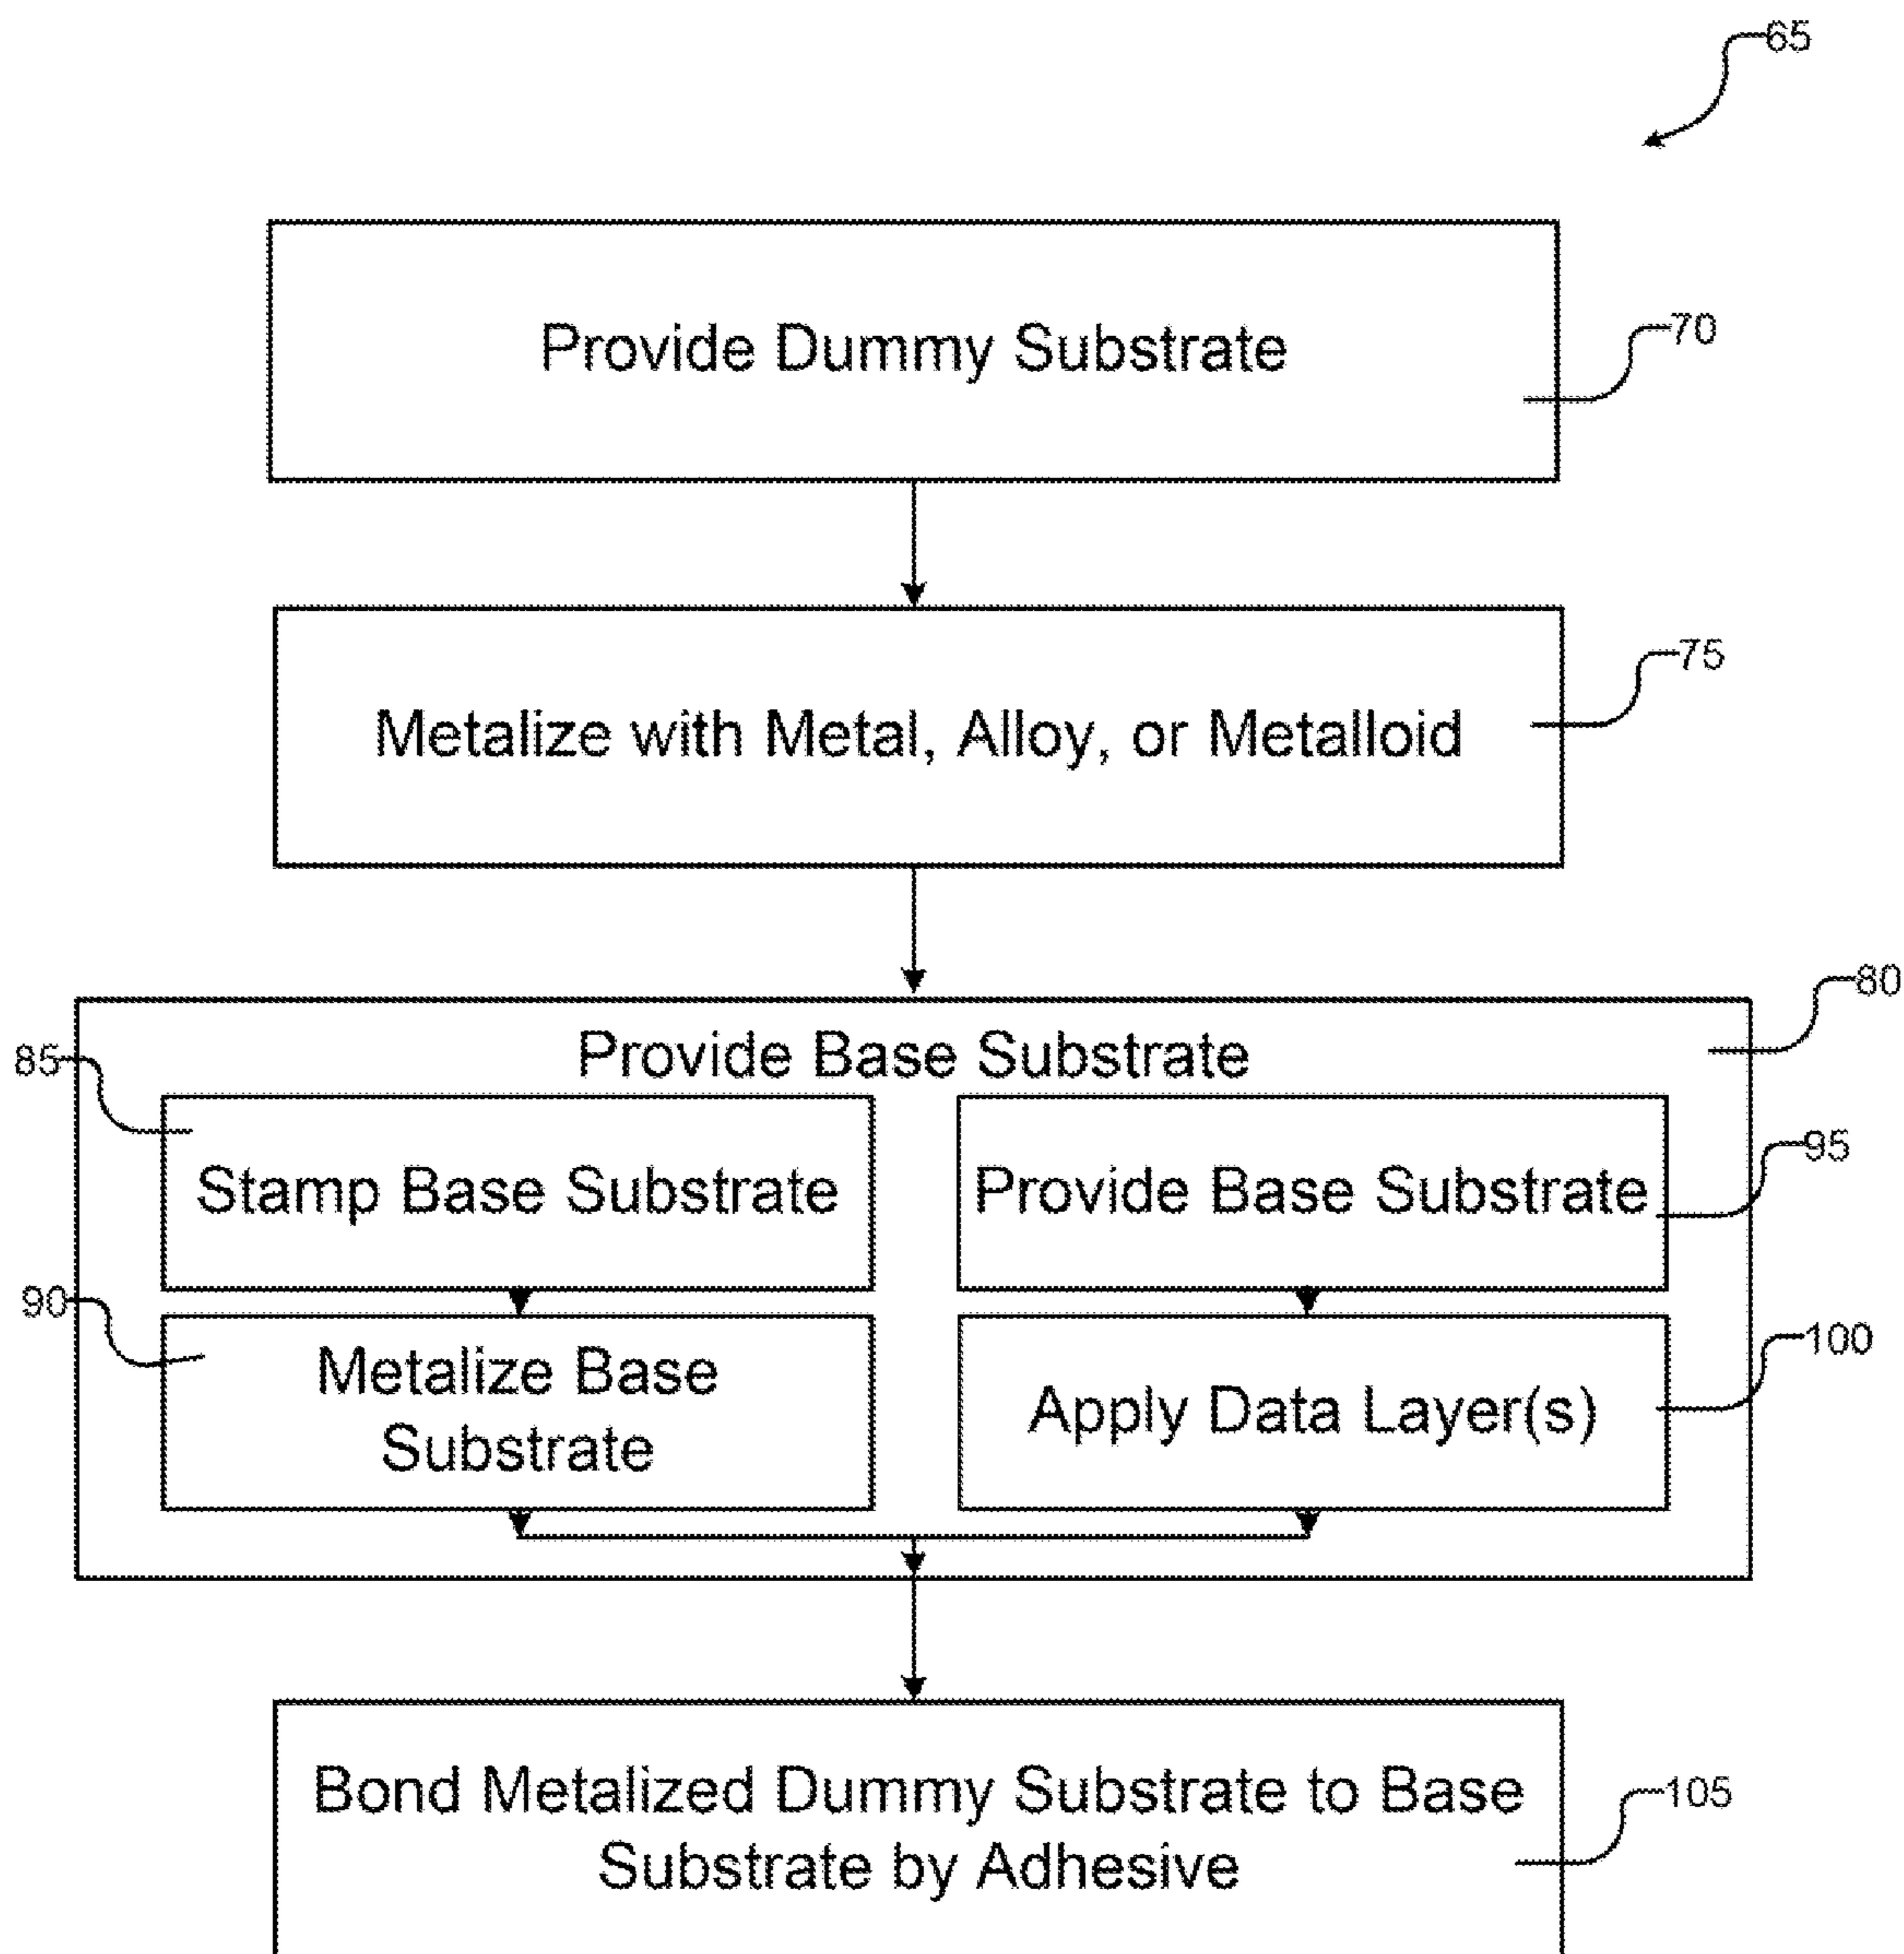 65
Provide Dummy Substrate
70
Metalize with Metal, Alloy, or Metalloid
75
80
Provide Base Substrate
85
Stamp Base Substrate
Provide Base Substrate
95
90
Metalize Base
Substrate
Apply Data Layer(s)
100
Bond Metalized Dummy Substrate to Base
Substrate by Adhesive
105